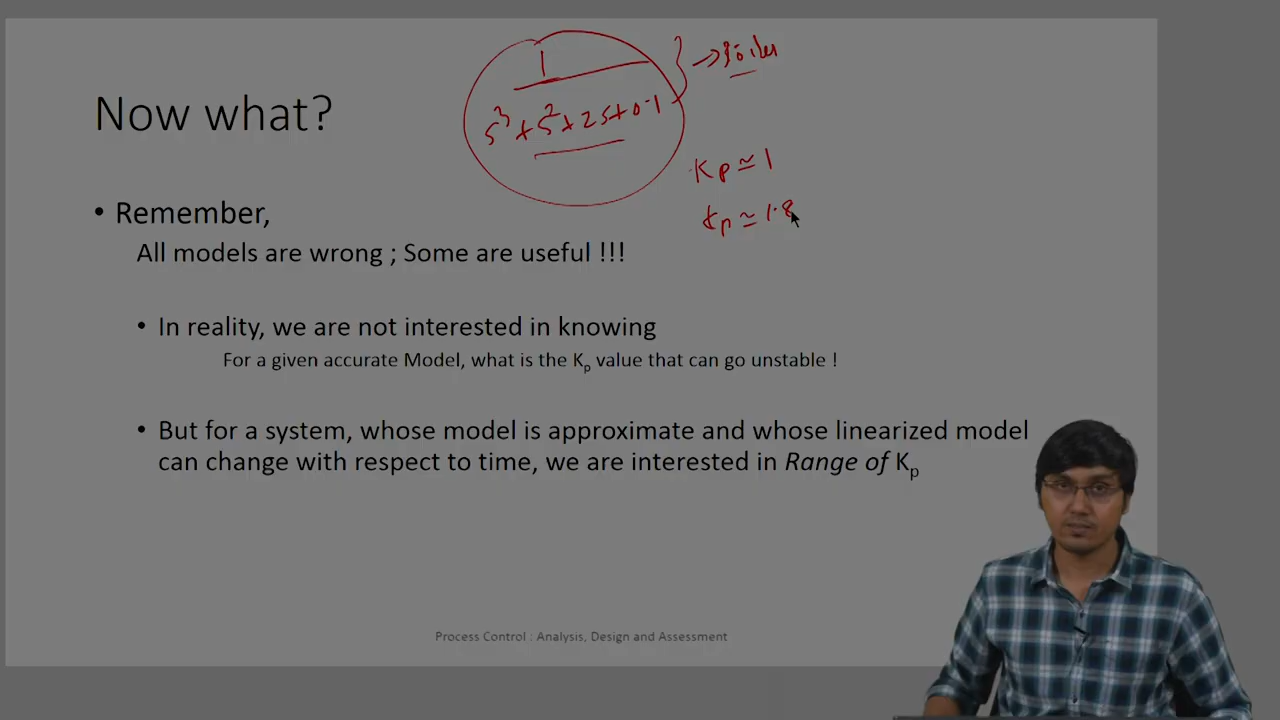 1
s³ + s² + 2s + 0.1
→ Boiler
Kp ≃ 1
Kp ≃ 1.8
Now what?
• Remember,
All models are wrong ; Some are useful !!!
• In reality, we are not interested in knowing
For a given accurate Model, what is the Kp value that can go unstable !
• But for a system, whose model is approximate and whose linearized model
can change with respect to time, we are interested in Range of Kp
Process Control : Analysis, Design and Assessment